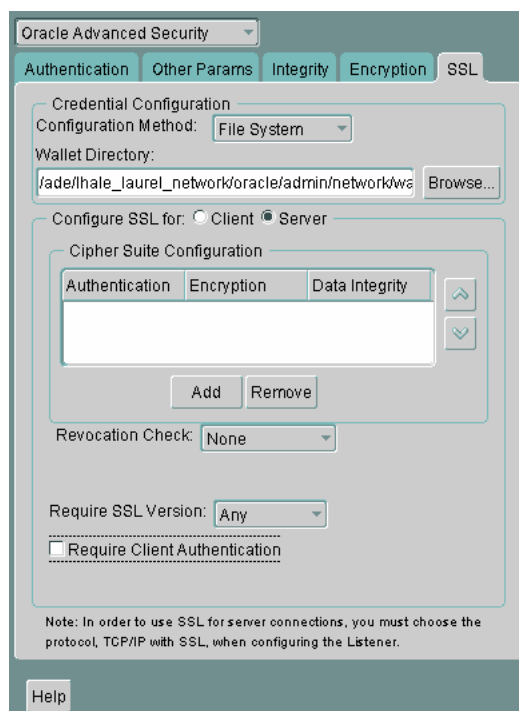 Oracle Advanced Security
Authentication Other Params Integrity Encryption SSL
Credential Configuration
Configuration Method: File System
Wallet Directory:
/ade/lhale_laurel_network/oracle/admin/network/wa Browse...
Configure SSL for: Client Server
Cipher Suite Configuration
Authentication Encryption Data Integrity
Add Remove
Revocation Check: None
Require SSL Version: Any
Require Client Authentication
Note: In order to use SSL for server connections, you must choose the
protocol, TCP/IP with SSL, when configuring the Listener.
Help